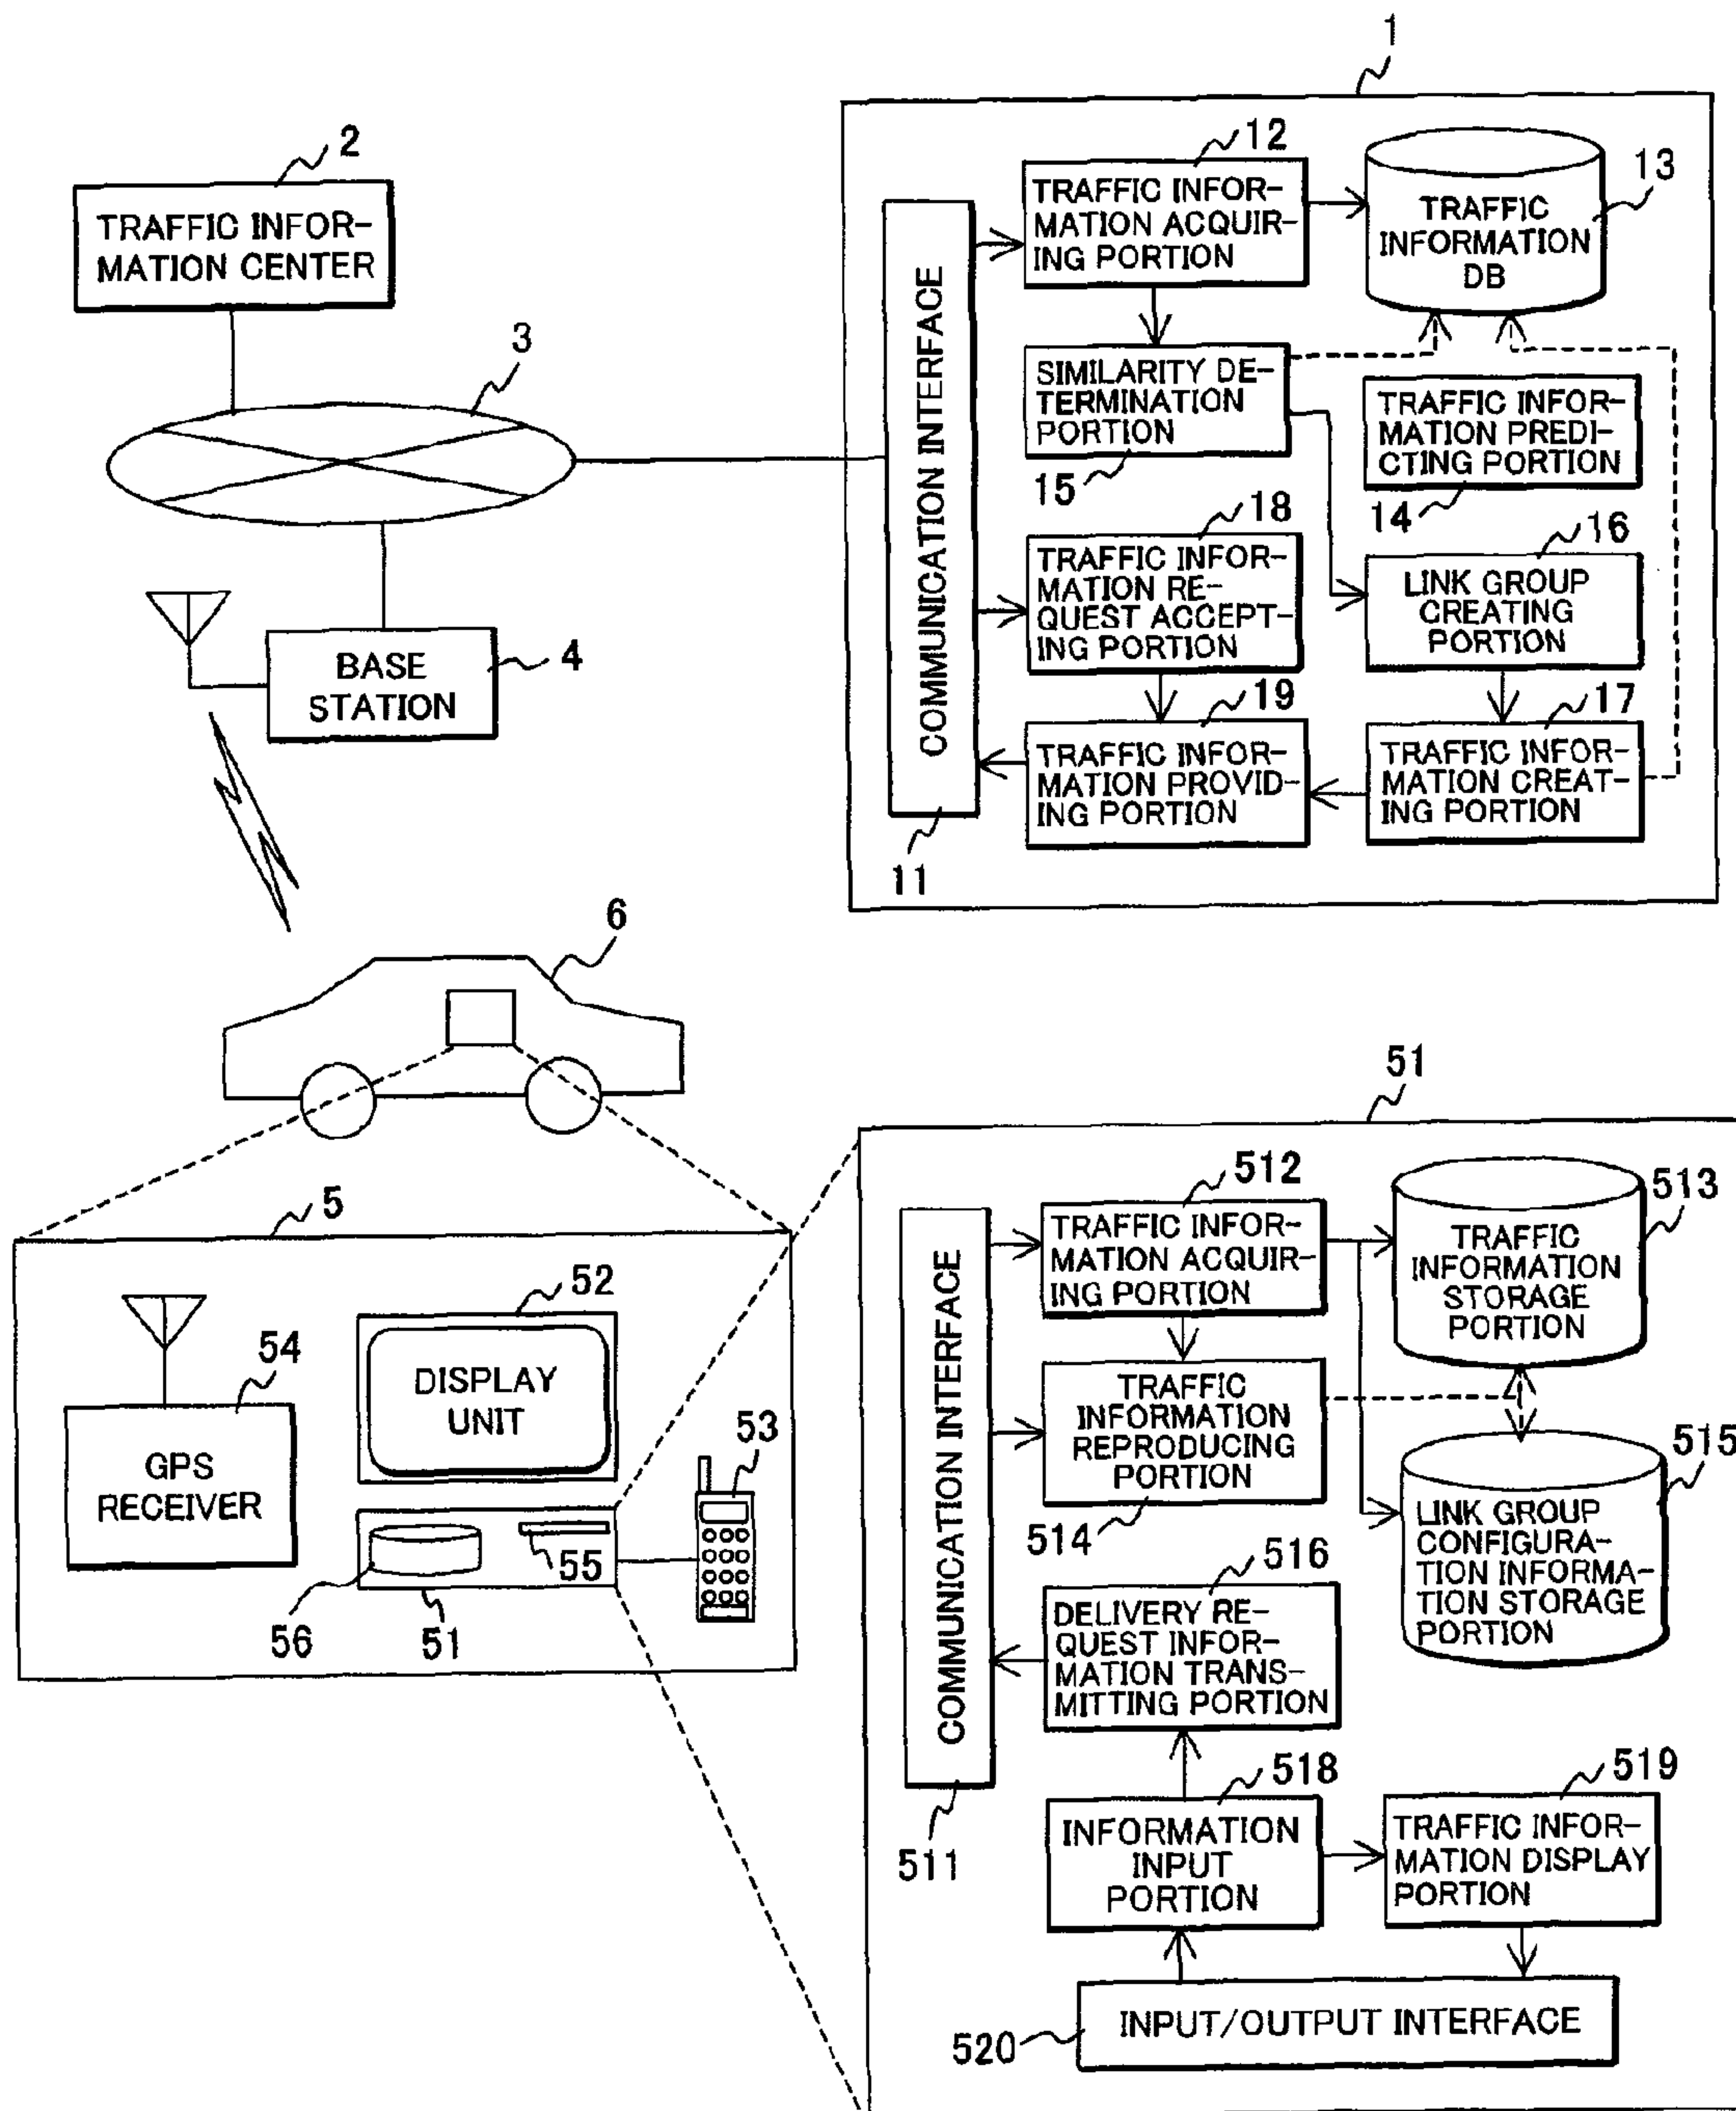 1
2
TRAFFIC INFOR-
MATION CENTER
3
BASE
STATION
4
6
COMMUNICATION INTERFACE
11
12
TRAFFIC INFOR-
MATION ACQUIR-
ING PORTION
13
TRAFFIC
INFORMATION
DB
SIMILARITY DE-
TERMINATION
PORTION
15
TRAFFIC INFOR-
MATION PREDI-
CTING PORTION
14
18
TRAFFIC INFOR-
MATION RE-
QUEST ACCEPT-
ING PORTION
16
LINK GROUP
CREATING
PORTION
19
TRAFFIC INFOR-
MATION PROVID-
ING PORTION
17
TRAFFIC INFOR-
MATION CREAT-
ING PORTION
5
54
GPS
RECEIVER
52
DISPLAY
UNIT
53
55
56
51
51
COMMUNICATION INTERFACE
511
512
TRAFFIC INFOR-
MATION ACQUIR-
ING PORTION
513
TRAFFIC
INFORMATION
STORAGE
PORTION
TRAFFIC
INFORMATION
REPRODUCING
PORTION
514
515
LINK GROUP
CONFIGURA-
TION INFORMA-
TION STORAGE
PORTION
516
DELIVERY RE-
QUEST INFOR-
MATION TRANS-
MITTING PORTION
518
INFORMATION
INPUT
PORTION
519
TRAFFIC INFOR-
MATION DISPLAY
PORTION
520
INPUT/OUTPUT INTERFACE